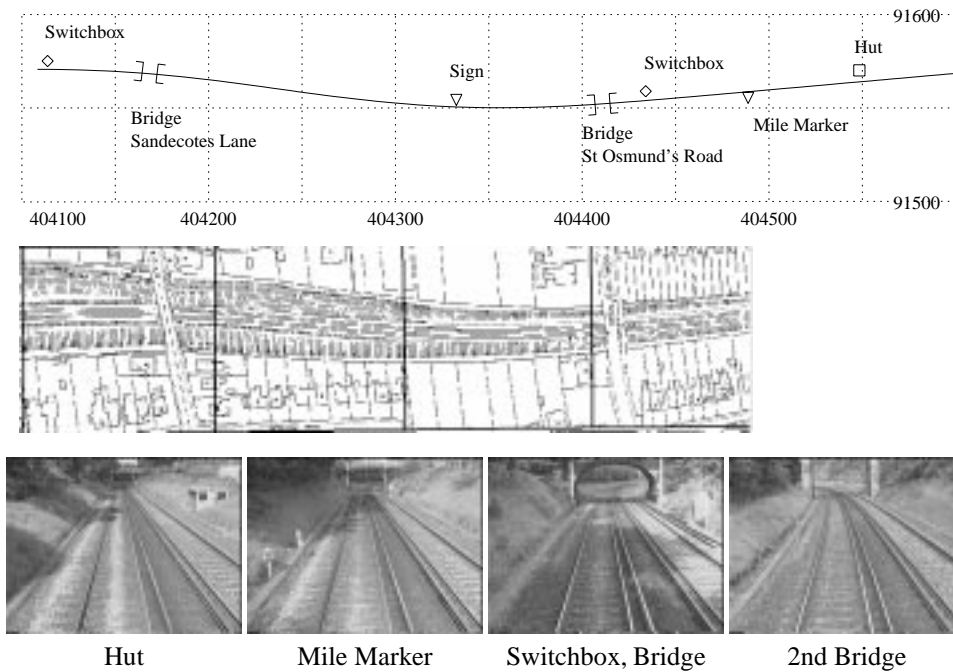 91600
Switchbox
Hut
Sign
Switchbox
Bridge
Sandecotes Lane
Mile Marker
Bridge
St Osmund's Road
91500
404100
404200
404300
404400
404500
Hut
Mile Marker
Switchbox, Bridge
2nd Bridge